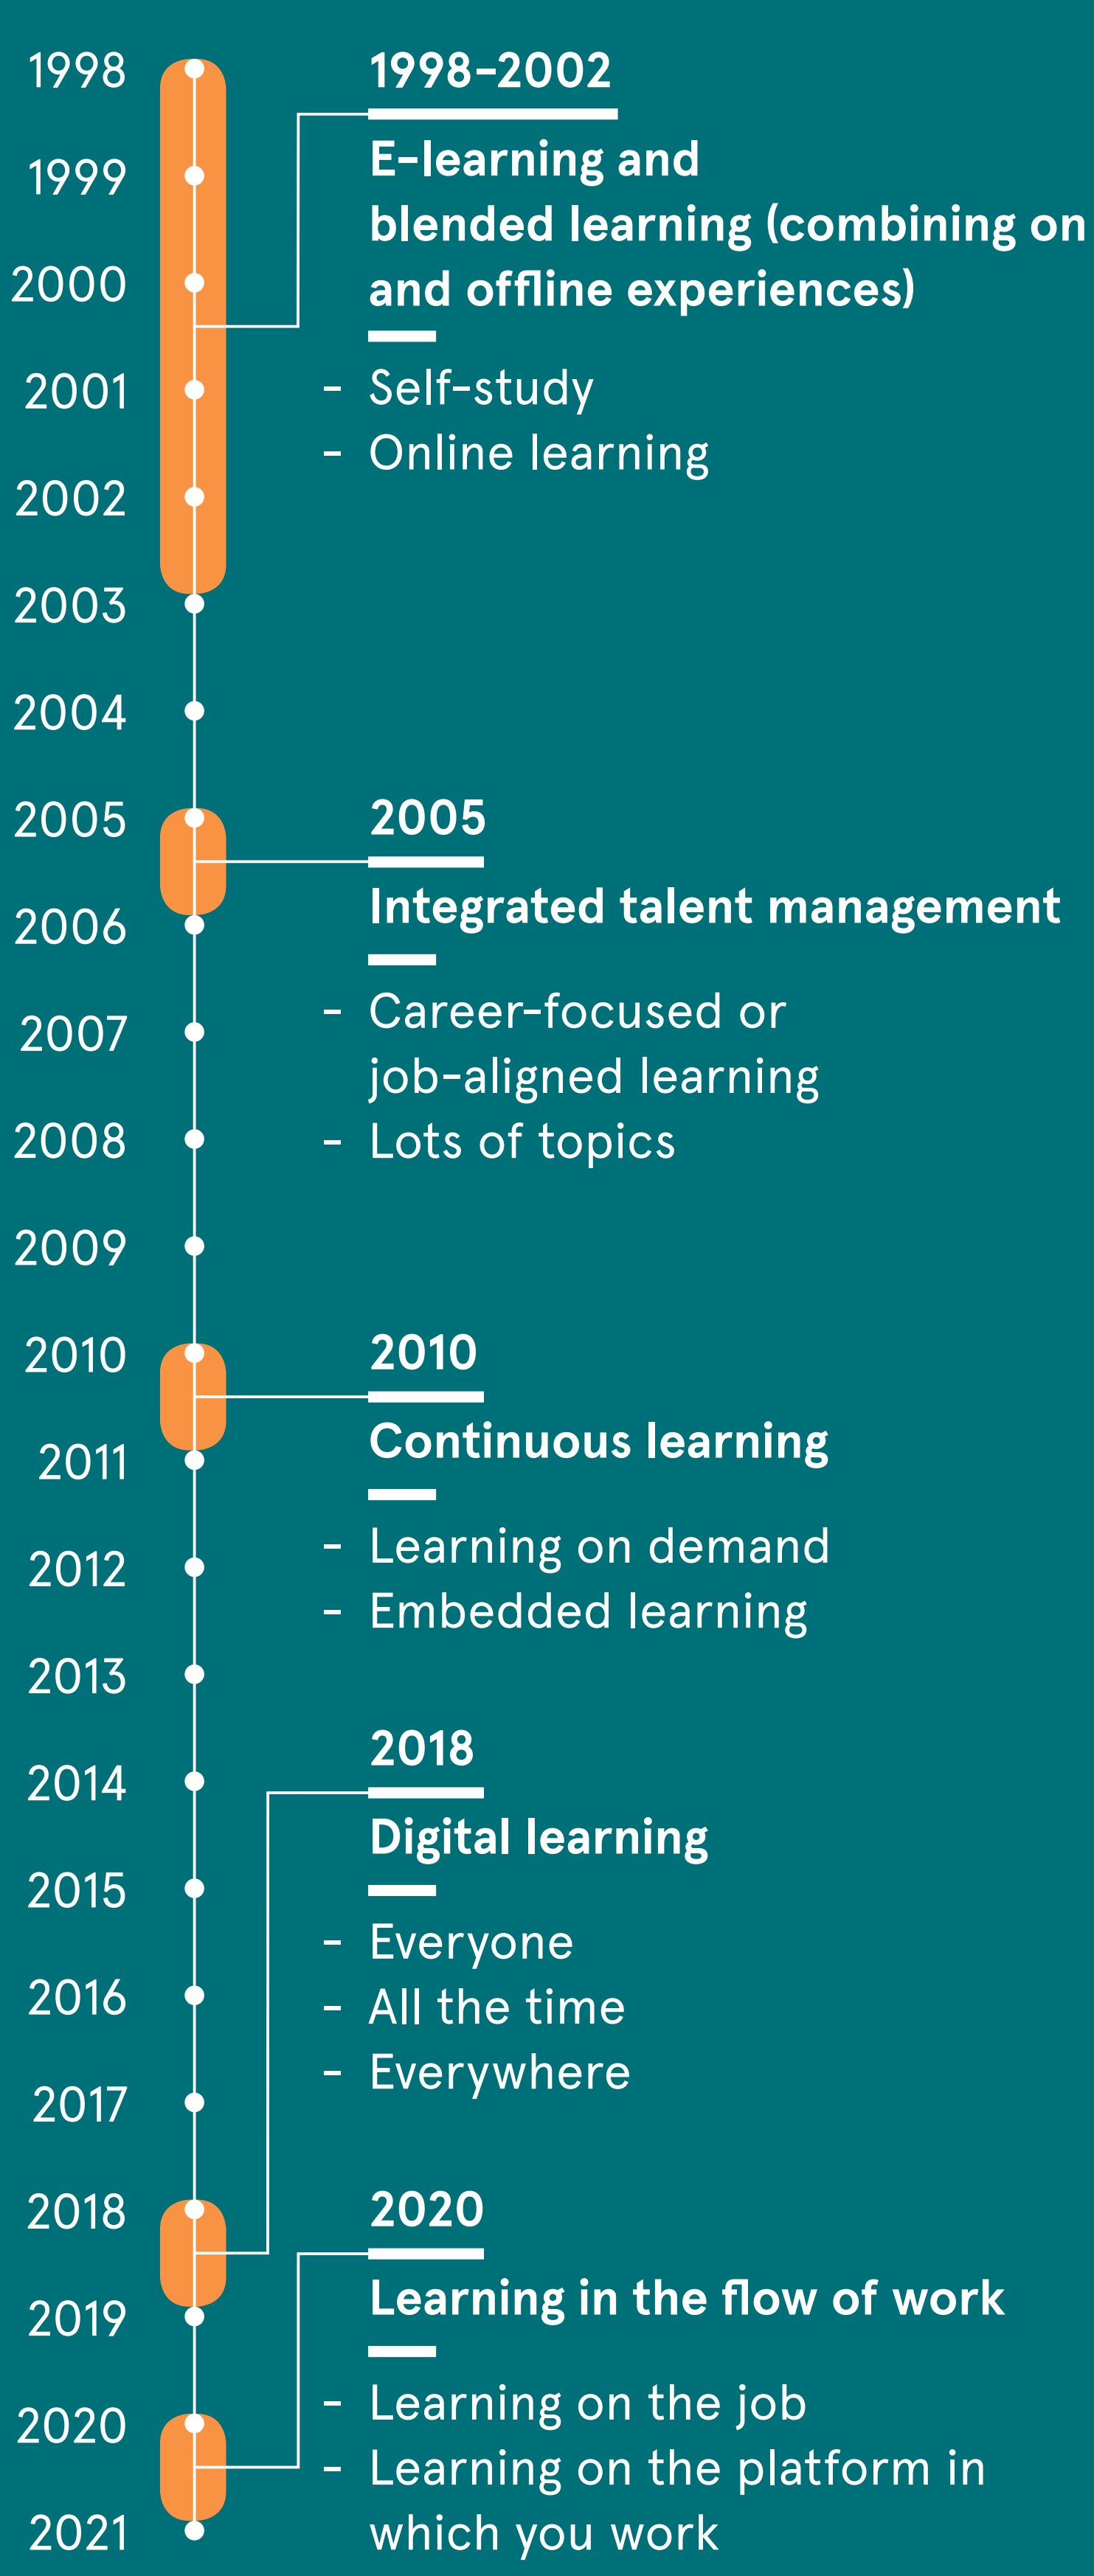 1998
1999
2000
2001
2002
2003
2004
2005
2006
2007
2008
2009
2010
2011
2012
2013
2014
2015
2016
2017
2018
2019
2020
2021
1998–2002
E-learning and
blended learning (combining on
and offline experiences)
- Self-study
- Online learning
2005
Integrated talent management
- Career-focused or
job-aligned learning
- Lots of topics
2010
Continuous learning
- Learning on demand
- Embedded learning
2018
Digital learning
- Everyone
- All the time
- Everywhere
2020
Learning in the flow of work
- Learning on the job
- Learning on the platform in
which you work